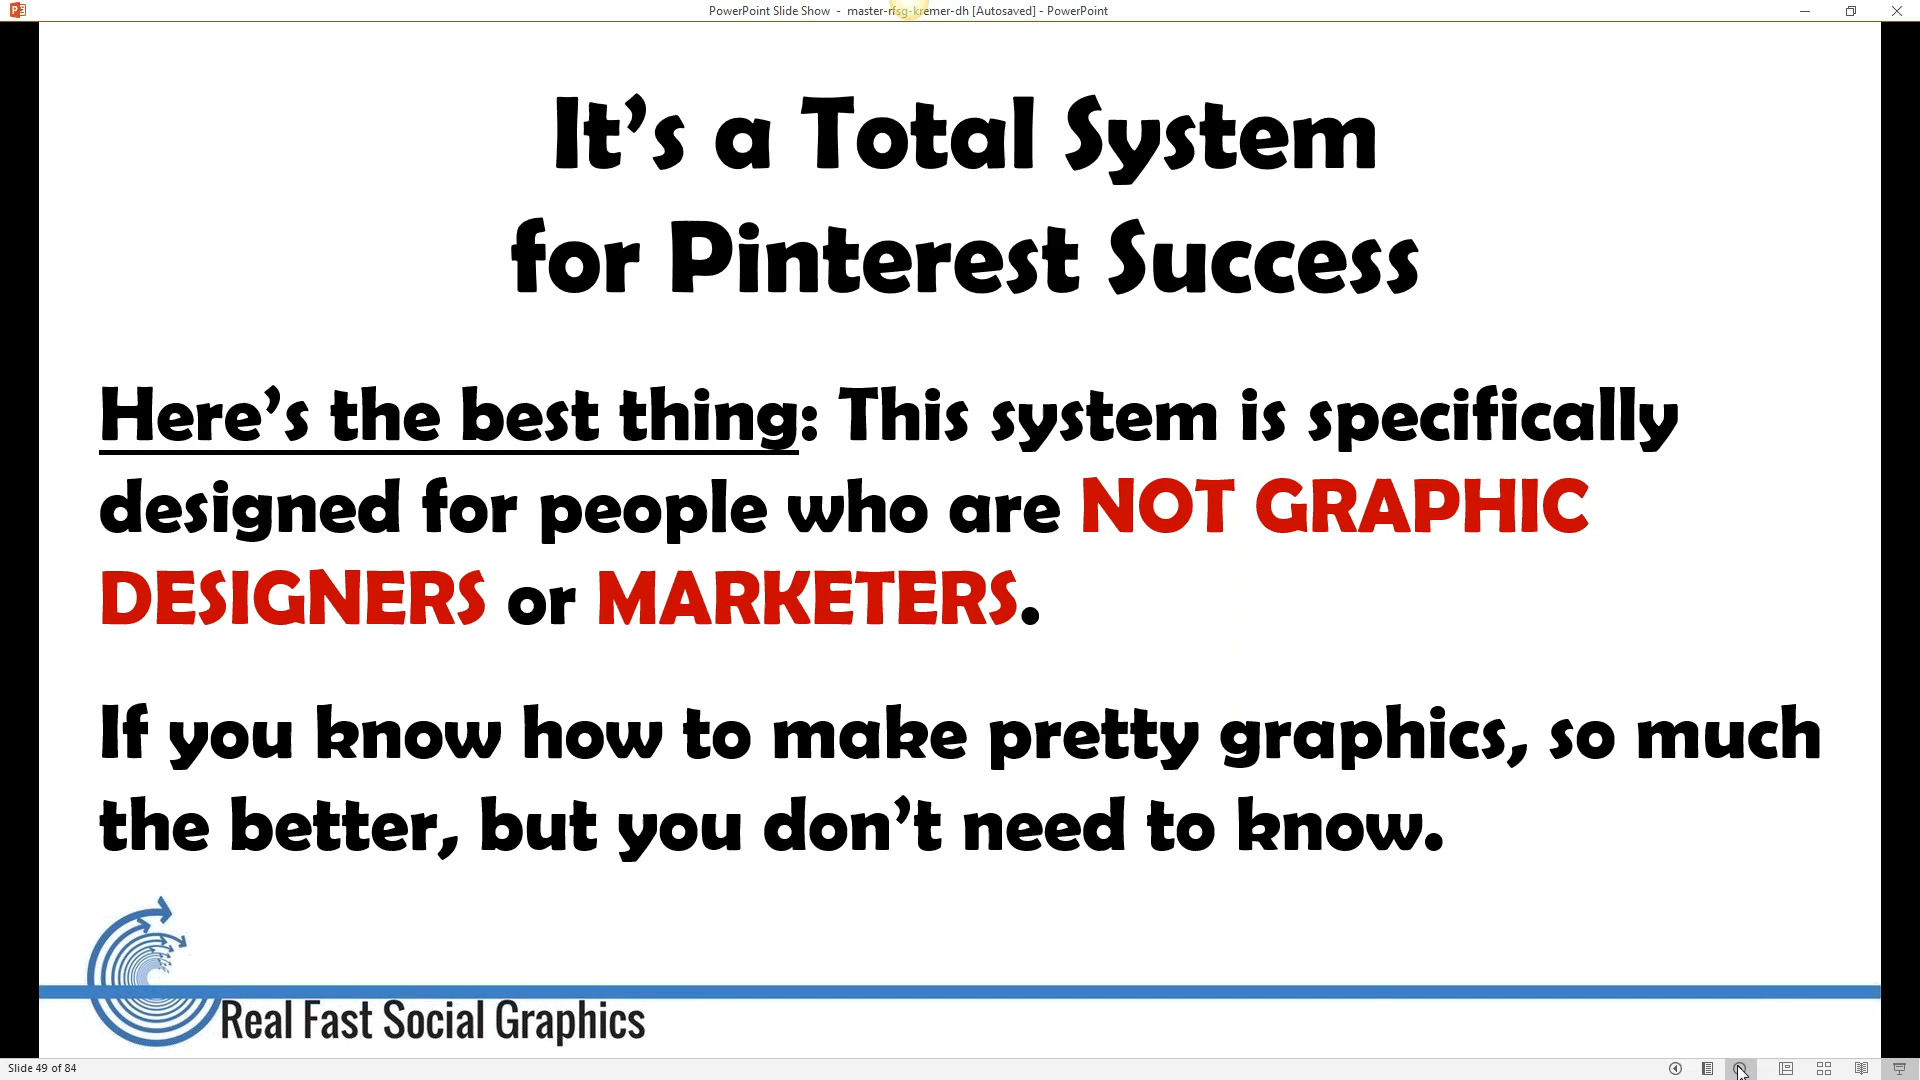 PowerPoint Slide Show - master-rfsg-kremer-dh [Autosaved] - PowerPoint
It's a Total System
for Pinterest Success
Here's the best thing: This system is specifically
designed for people who are NOT GRAPHIC
DESIGNERS or MARKETERS.
If you know how to make pretty graphics, so much
the better, but you don't need to know.
Real Fast Social Graphics
Slide 49 of 84